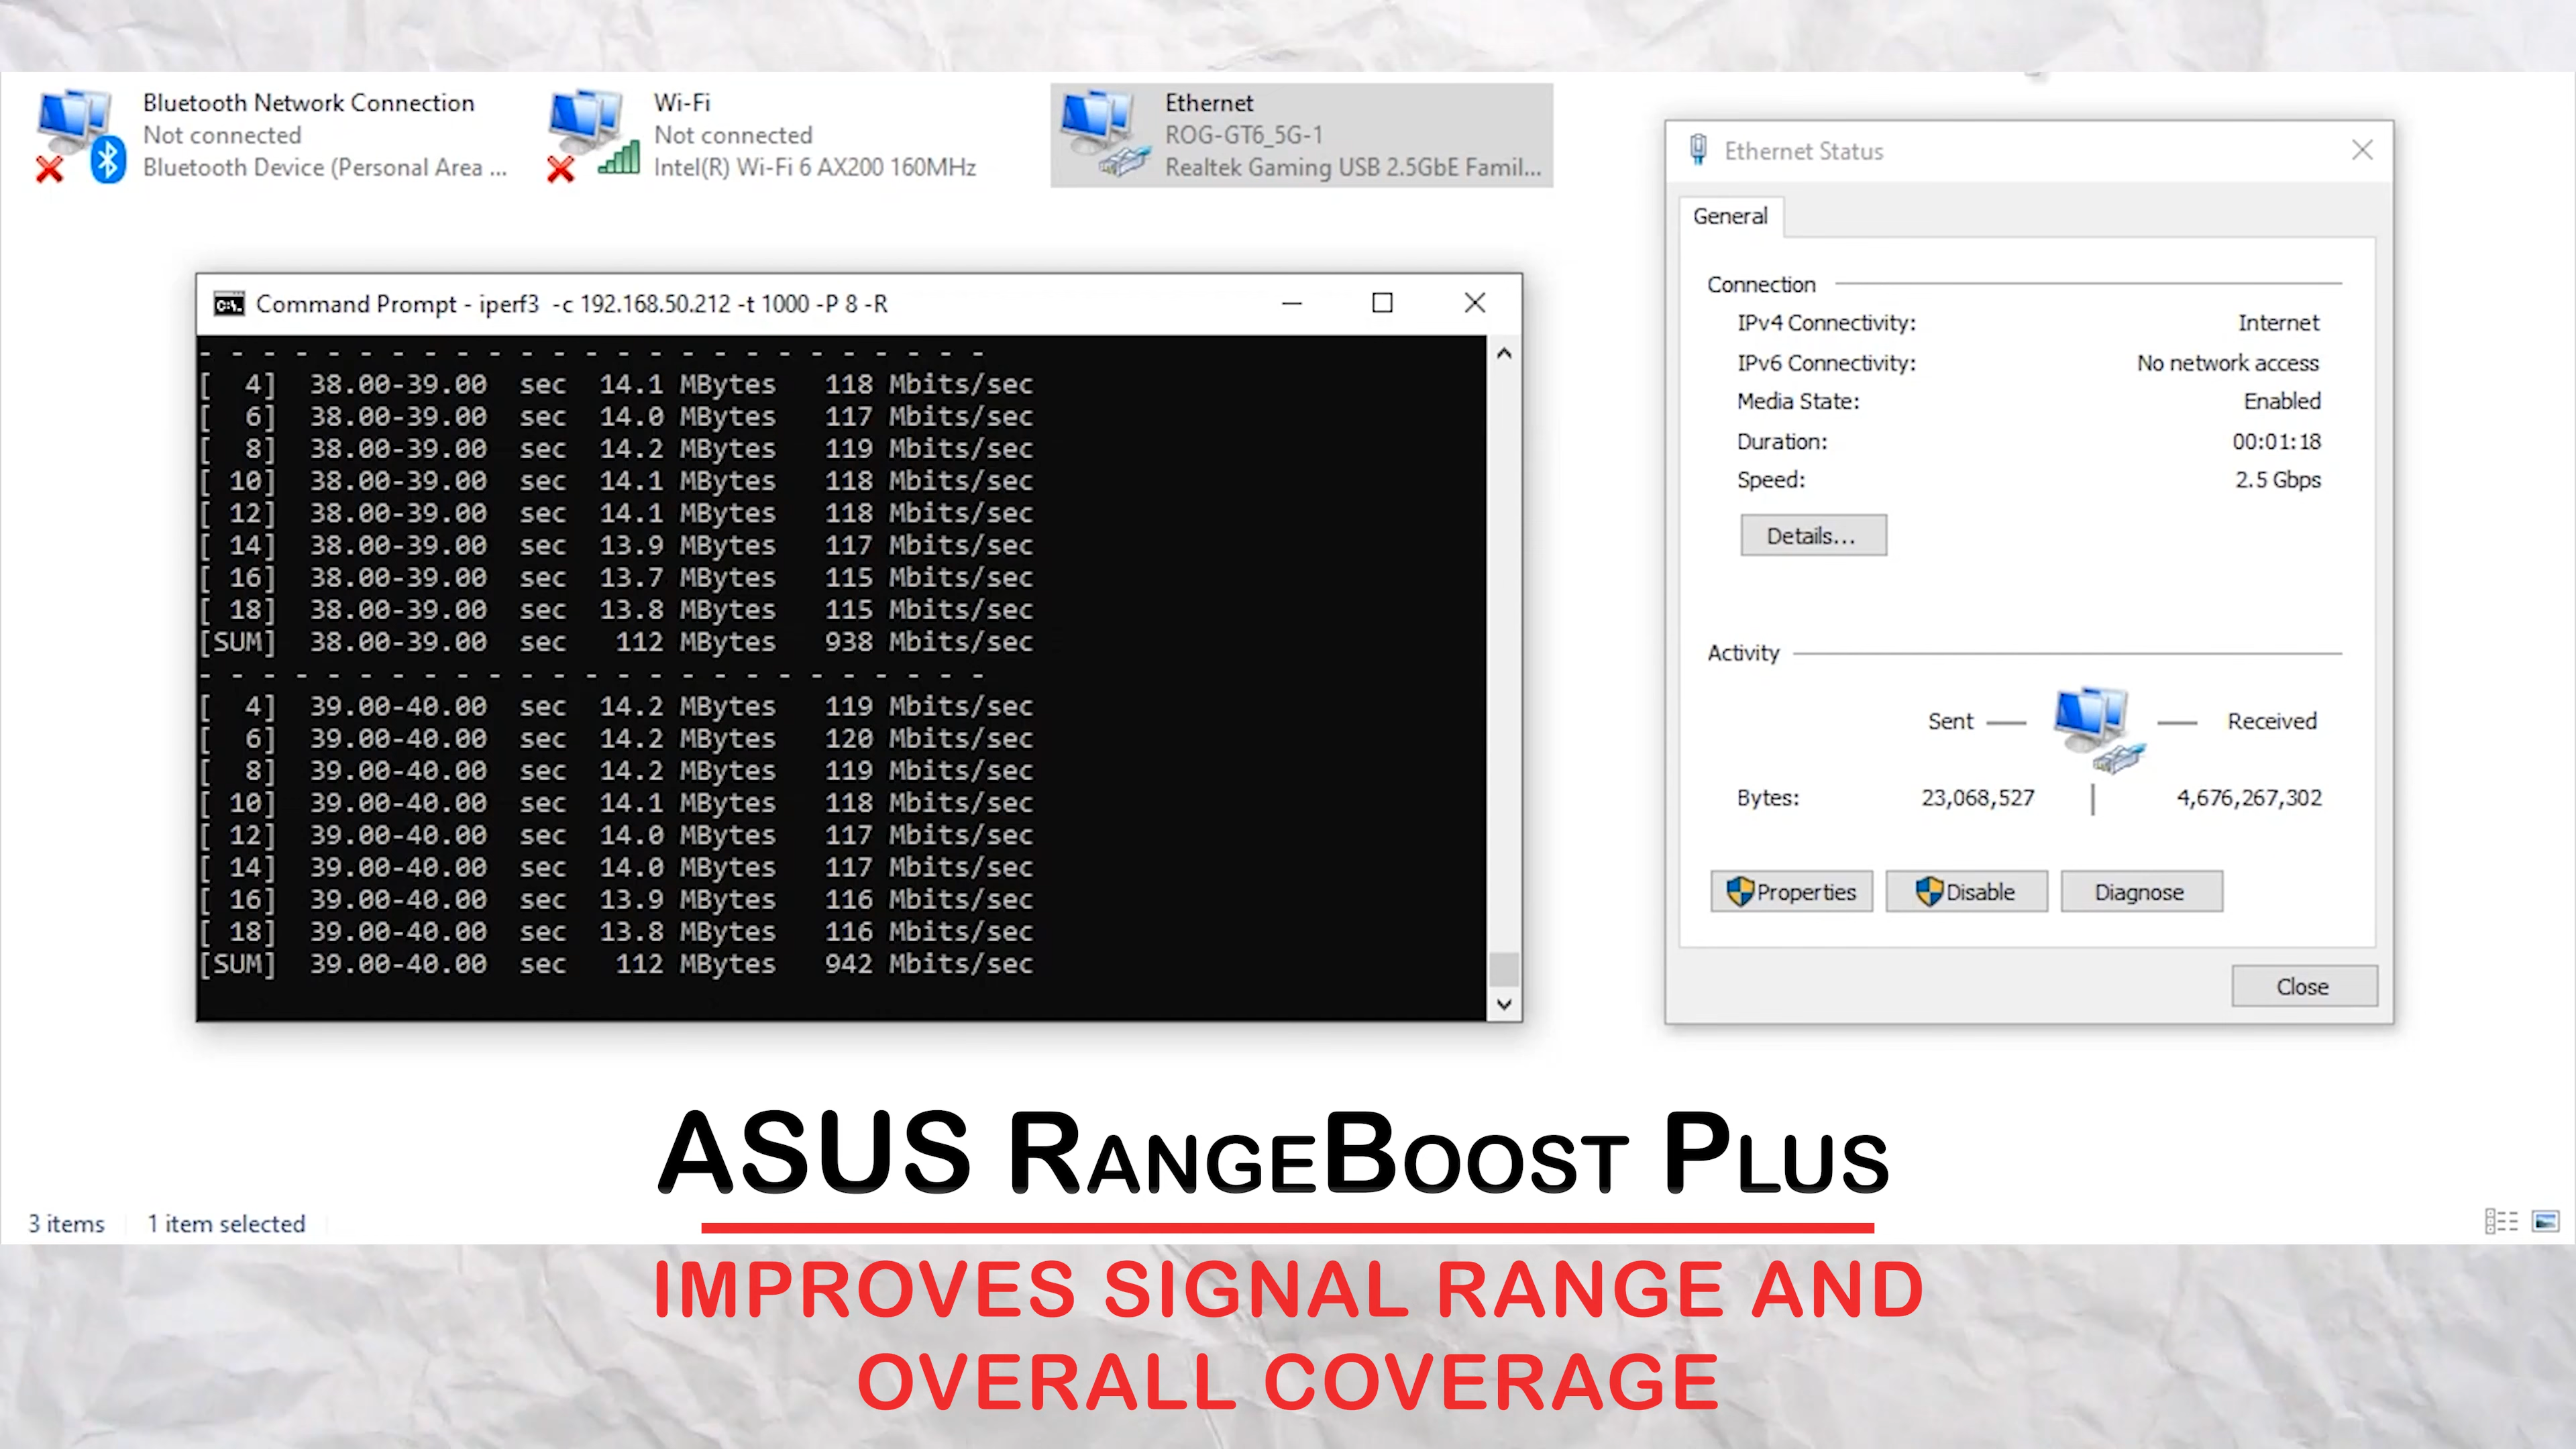 Bluetooth Network Connection
Not connected
Bluetooth Device (Personal Area ...
Wi-Fi
Not connected
Intel(R) Wi-Fi 6 AX200 160MHz
Ethernet
ROG-GT6_5G-1
Realtek Gaming USB 2.5GbE Famil...
Command Prompt - iperf3 -c 192.168.50.212 -t 1000 -P 8 -R
- - - - - - - - - - - - - - - - - - - - - - - - -
[  4]  38.00-39.00  sec  14.1 MBytes   118 Mbits/sec
[  6]  38.00-39.00  sec  14.0 MBytes   117 Mbits/sec
[  8]  38.00-39.00  sec  14.2 MBytes   119 Mbits/sec
[ 10]  38.00-39.00  sec  14.1 MBytes   118 Mbits/sec
[ 12]  38.00-39.00  sec  14.1 MBytes   118 Mbits/sec
[ 14]  38.00-39.00  sec  13.9 MBytes   117 Mbits/sec
[ 16]  38.00-39.00  sec  13.7 MBytes   115 Mbits/sec
[ 18]  38.00-39.00  sec  13.8 MBytes   115 Mbits/sec
[SUM]  38.00-39.00  sec   112 MBytes   938 Mbits/sec
- - - - - - - - - - - - - - - - - - - - - - - - -
[  4]  39.00-40.00  sec  14.2 MBytes   119 Mbits/sec
[  6]  39.00-40.00  sec  14.2 MBytes   120 Mbits/sec
[  8]  39.00-40.00  sec  14.2 MBytes   119 Mbits/sec
[ 10]  39.00-40.00  sec  14.1 MBytes   118 Mbits/sec
[ 12]  39.00-40.00  sec  14.0 MBytes   117 Mbits/sec
[ 14]  39.00-40.00  sec  14.0 MBytes   117 Mbits/sec
[ 16]  39.00-40.00  sec  13.9 MBytes   116 Mbits/sec
[ 18]  39.00-40.00  sec  13.8 MBytes   116 Mbits/sec
[SUM]  39.00-40.00  sec   112 MBytes   942 Mbits/sec
Ethernet Status
General
Connection
IPv4 Connectivity: Internet
IPv6 Connectivity: No network access
Media State: Enabled
Duration: 00:01:18
Speed: 2.5 Gbps
Details...
Activity
Sent — — Received
Bytes: 23,068,527 | 4,676,267,302
Properties Disable Diagnose
Close
ASUS RANGEBOOST PLUS
3 items 1 item selected
IMPROVES SIGNAL RANGE AND
OVERALL COVERAGE